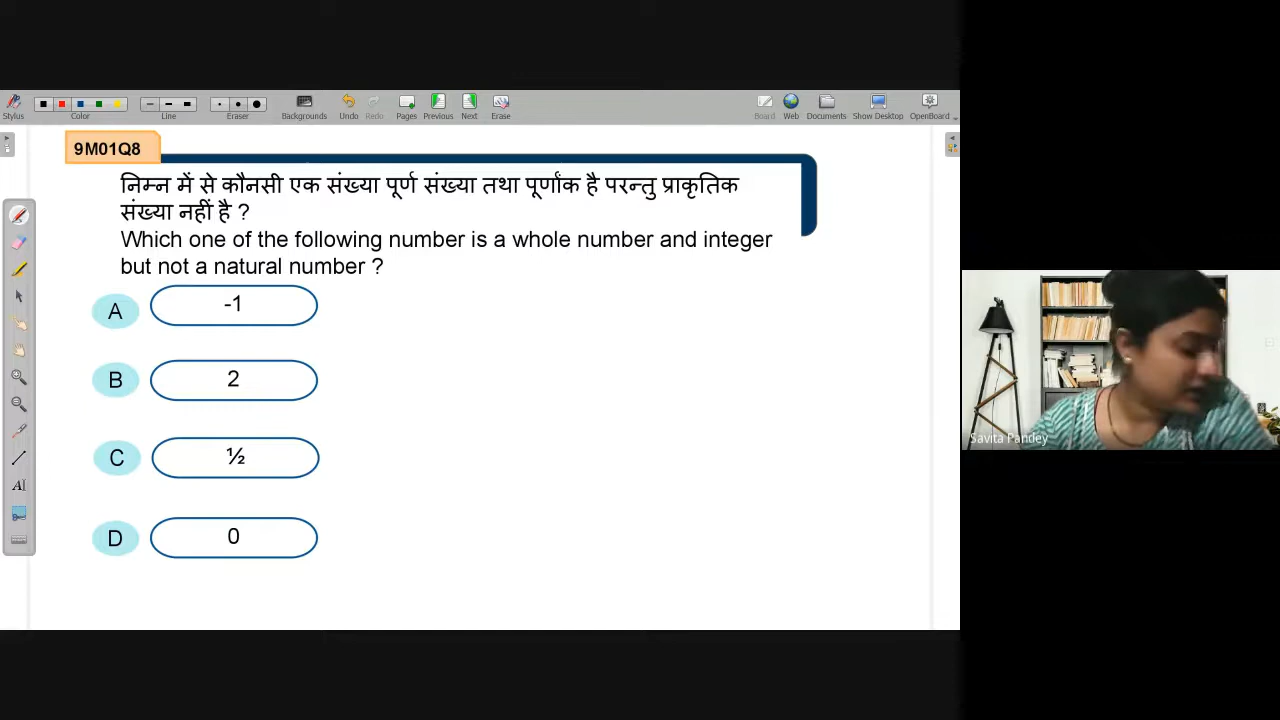 Stylus Color Line Eraser Backgrounds Undo Redo Pages Previous Next Erase Board Web Documents Show Desktop OpenBoard
9M01Q8
निम्न में से कौनसी एक संख्या पूर्ण संख्या तथा पूर्णांक है परन्तु प्राकृतिक
संख्या नहीं है ?
Which one of the following number is a whole number and integer
but not a natural number ?
A -1
B 2
C ½
D 0
Savita Pandey